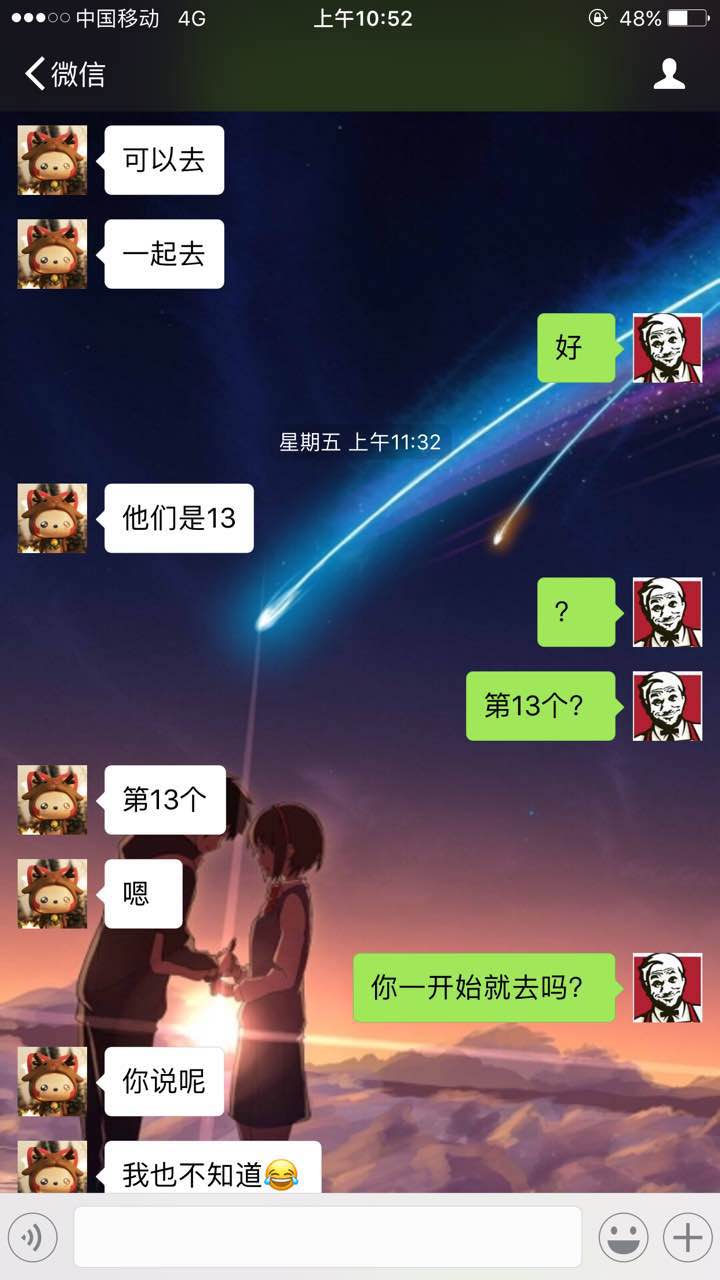 中国移动 4G 上午10:52 48%
微信
可以去
一起去
好
星期五 上午11:32
他们是13
?
第13个?
第13个
嗯
你一开始就去吗?
你说呢
我也不知道😂